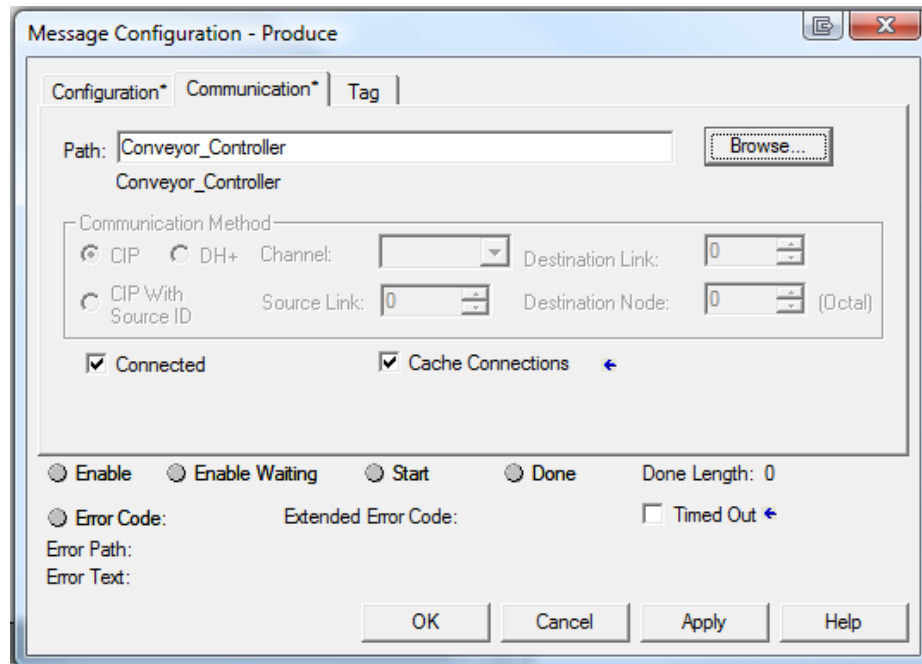 Message Configuration - Produce
Configuration* Communication* Tag
Path: Conveyor_Controller Browse...
Conveyor_Controller
Communication Method
CIP DH+ Channel: Destination Link: 0
CIP With Source ID Source Link: 0 Destination Node: 0 (Octal)
Connected Cache Connections
Enable Enable Waiting Start Done Done Length: 0
Error Code: Extended Error Code: Timed Out
Error Path:
Error Text:
OK Cancel Apply Help